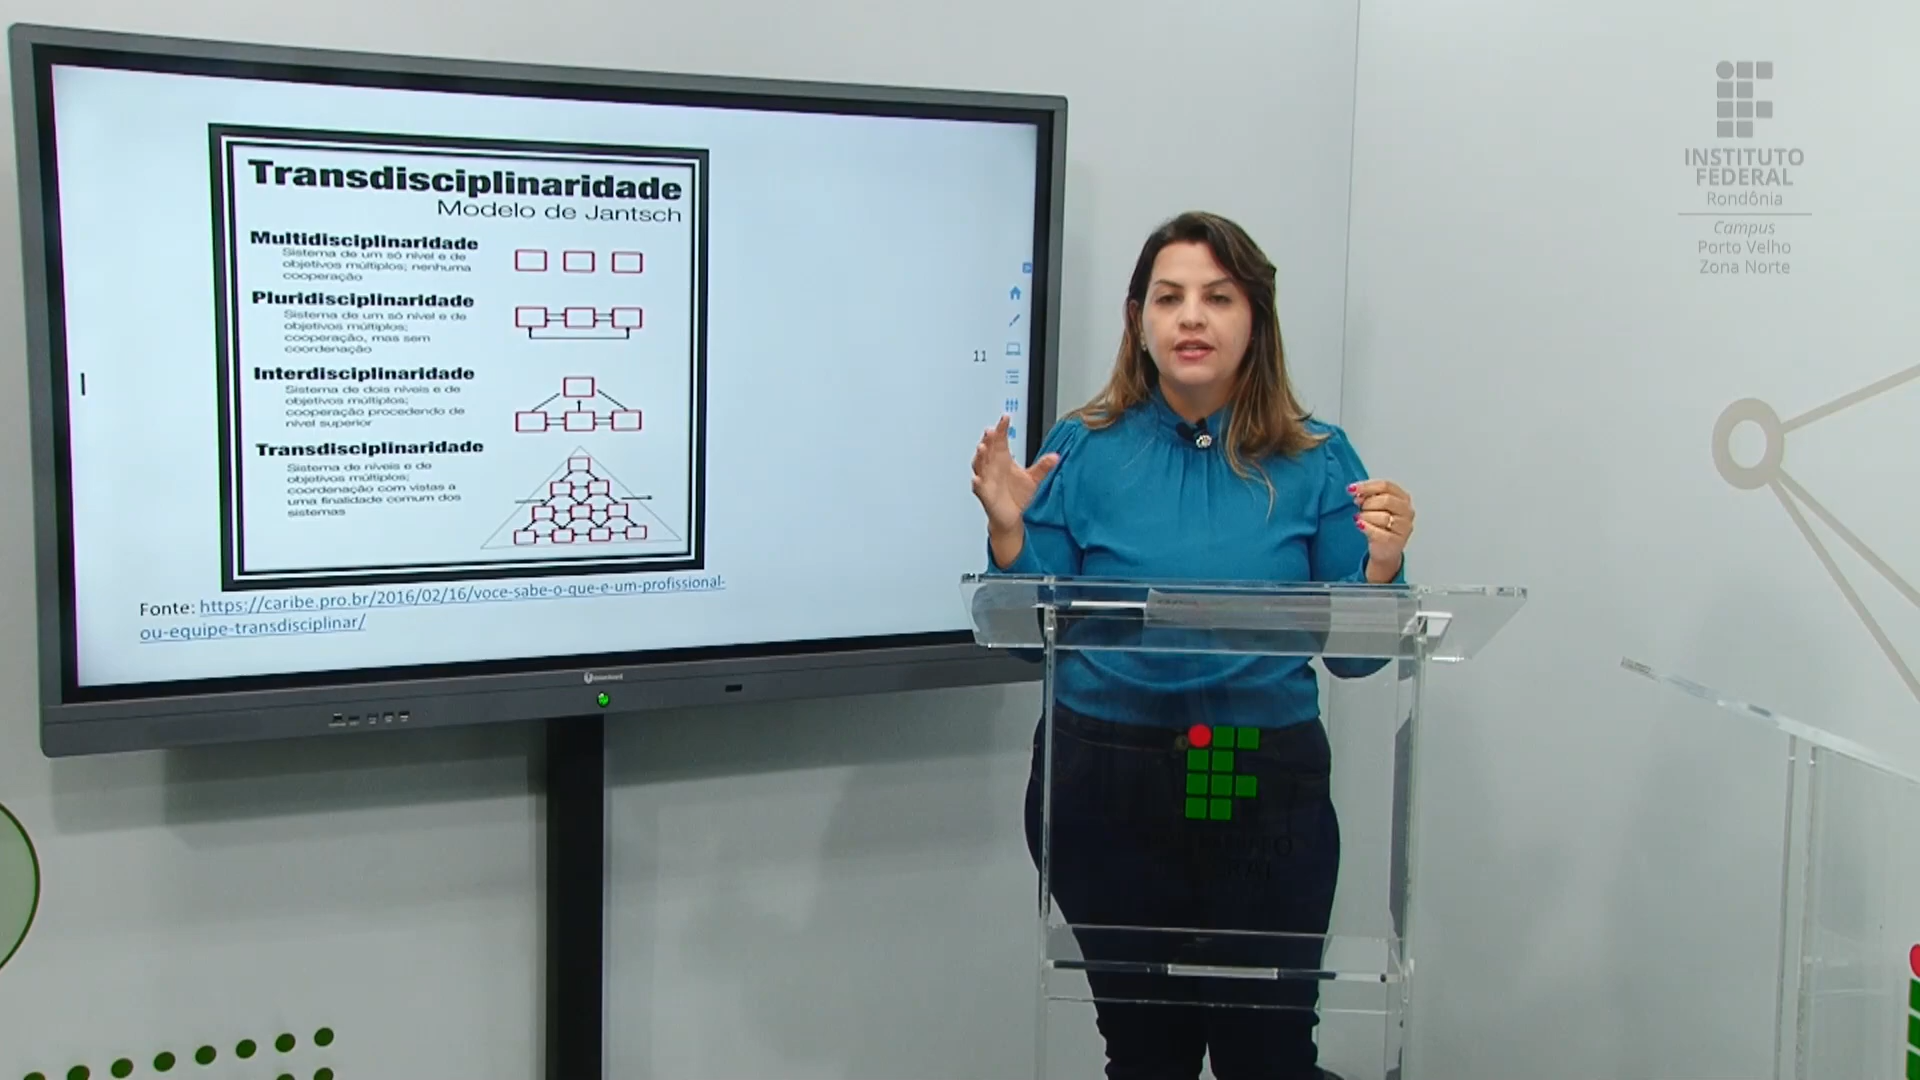 Transdisciplinaridade
Modelo de Jantsch
Multidisciplinaridade
Sistema de um só nível e de
objetivos múltiplos; nenhuma
cooperação
Pluridisciplinaridade
Sistema de um só nível e de
objetivos múltiplos;
cooperação, mas sem
coordenação
Interdisciplinaridade
Sistema de dois níveis e de
objetivos múltiplos;
cooperação procedendo de
nível superior
Transdisciplinaridade
Sistema de níveis e de
objetivos múltiplos;
coordenação com vistas a
uma finalidade comum dos
sistemas
Fonte: https://caribe.pro.br/2016/02/16/voce-sabe-o-que-e-um-profissional-
ou-equipe-transdisciplinar/
11
INSTITUTO
FEDERAL
Rondônia
Campus
Porto Velho
Zona Norte